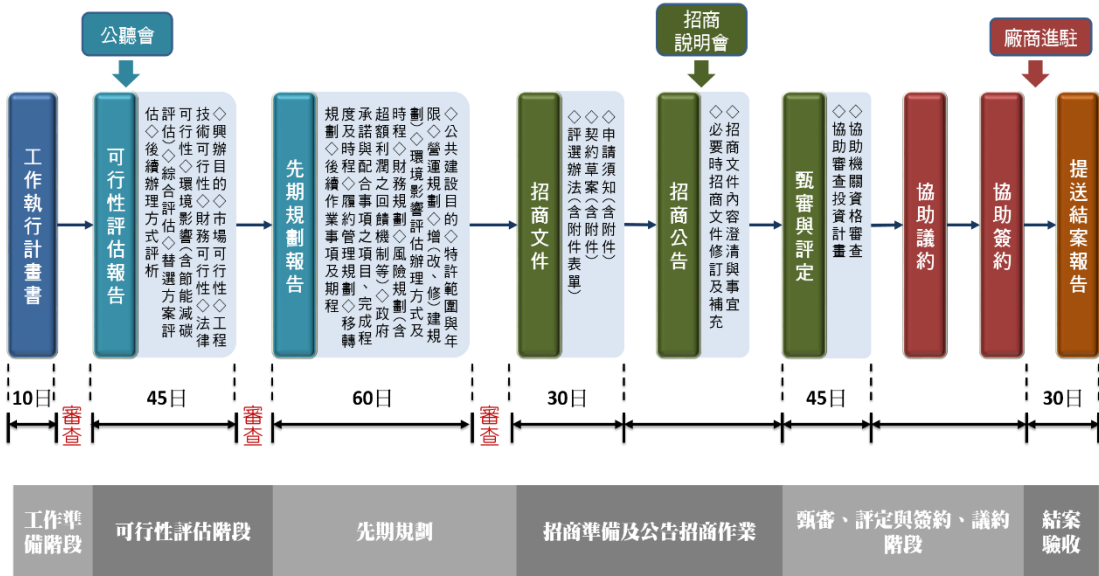 公聽會
招商
說明會
廠商進駐
工作執行計畫書
可行性評估報告
◇興辦目的◇市場可行性◇工程
技術可行性◇財務可行性◇法律
可行性◇環境影響(含節能減碳
評估)◇綜合評估◇替選方案評
估◇後續辦理方式評析
先期規劃報告
◇公共建設目的◇特許範圍與年
限◇營運規劃◇增改、修)建規
劃)◇環境影響評估辦理方式及
時程◇財務規劃◇風險規劃(含
超額利潤之回饋機制等)◇政府
承諾與配合事項之項目、完成程
度及時程◇履約管理規劃◇移轉
規劃◇後續作業事項及期程
招商文件
◇申請須知(含附件)
◇契約草案(含附件)
◇評選辦法(含附件表單)
招商公告
◇招商文件內容澄清與事宜
◇必要時招商文件修訂及補充
甄審與評定
◇協助機關資格審查
◇協助審查投資計畫
協助議約
協助簽約
提送結案報告
10日
審查
45日
審查
60日
審查
30日
45日
30日
工作準
備階段
可行性評估階段
先期規劃
招商準備及公告招商作業
甄審、評定與簽約、議約
階段
結案
驗收